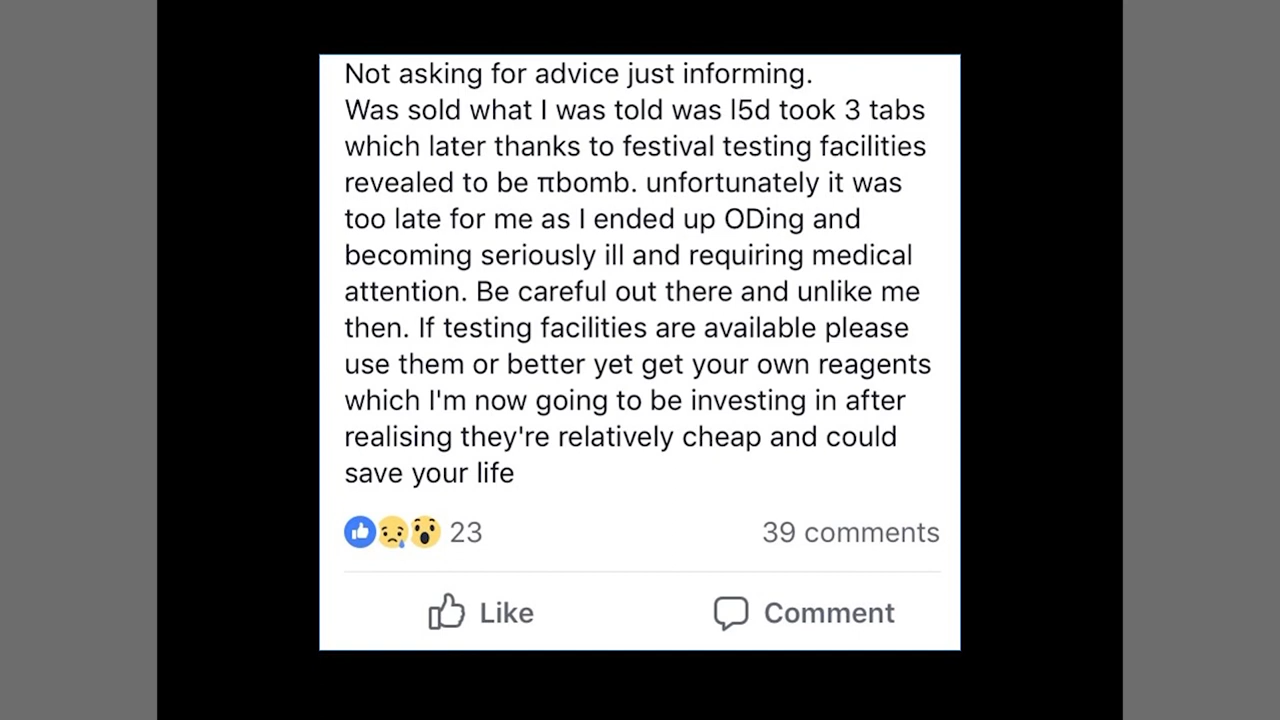 Not asking for advice just informing.
Was sold what I was told was l5d took 3 tabs
which later thanks to festival testing facilities
revealed to be πbomb. unfortunately it was
too late for me as I ended up ODing and
becoming seriously ill and requiring medical
attention. Be careful out there and unlike me
then. If testing facilities are available please
use them or better yet get your own reagents
which I'm now going to be investing in after
realising they're relatively cheap and could
save your life
23 39 comments
Like Comment